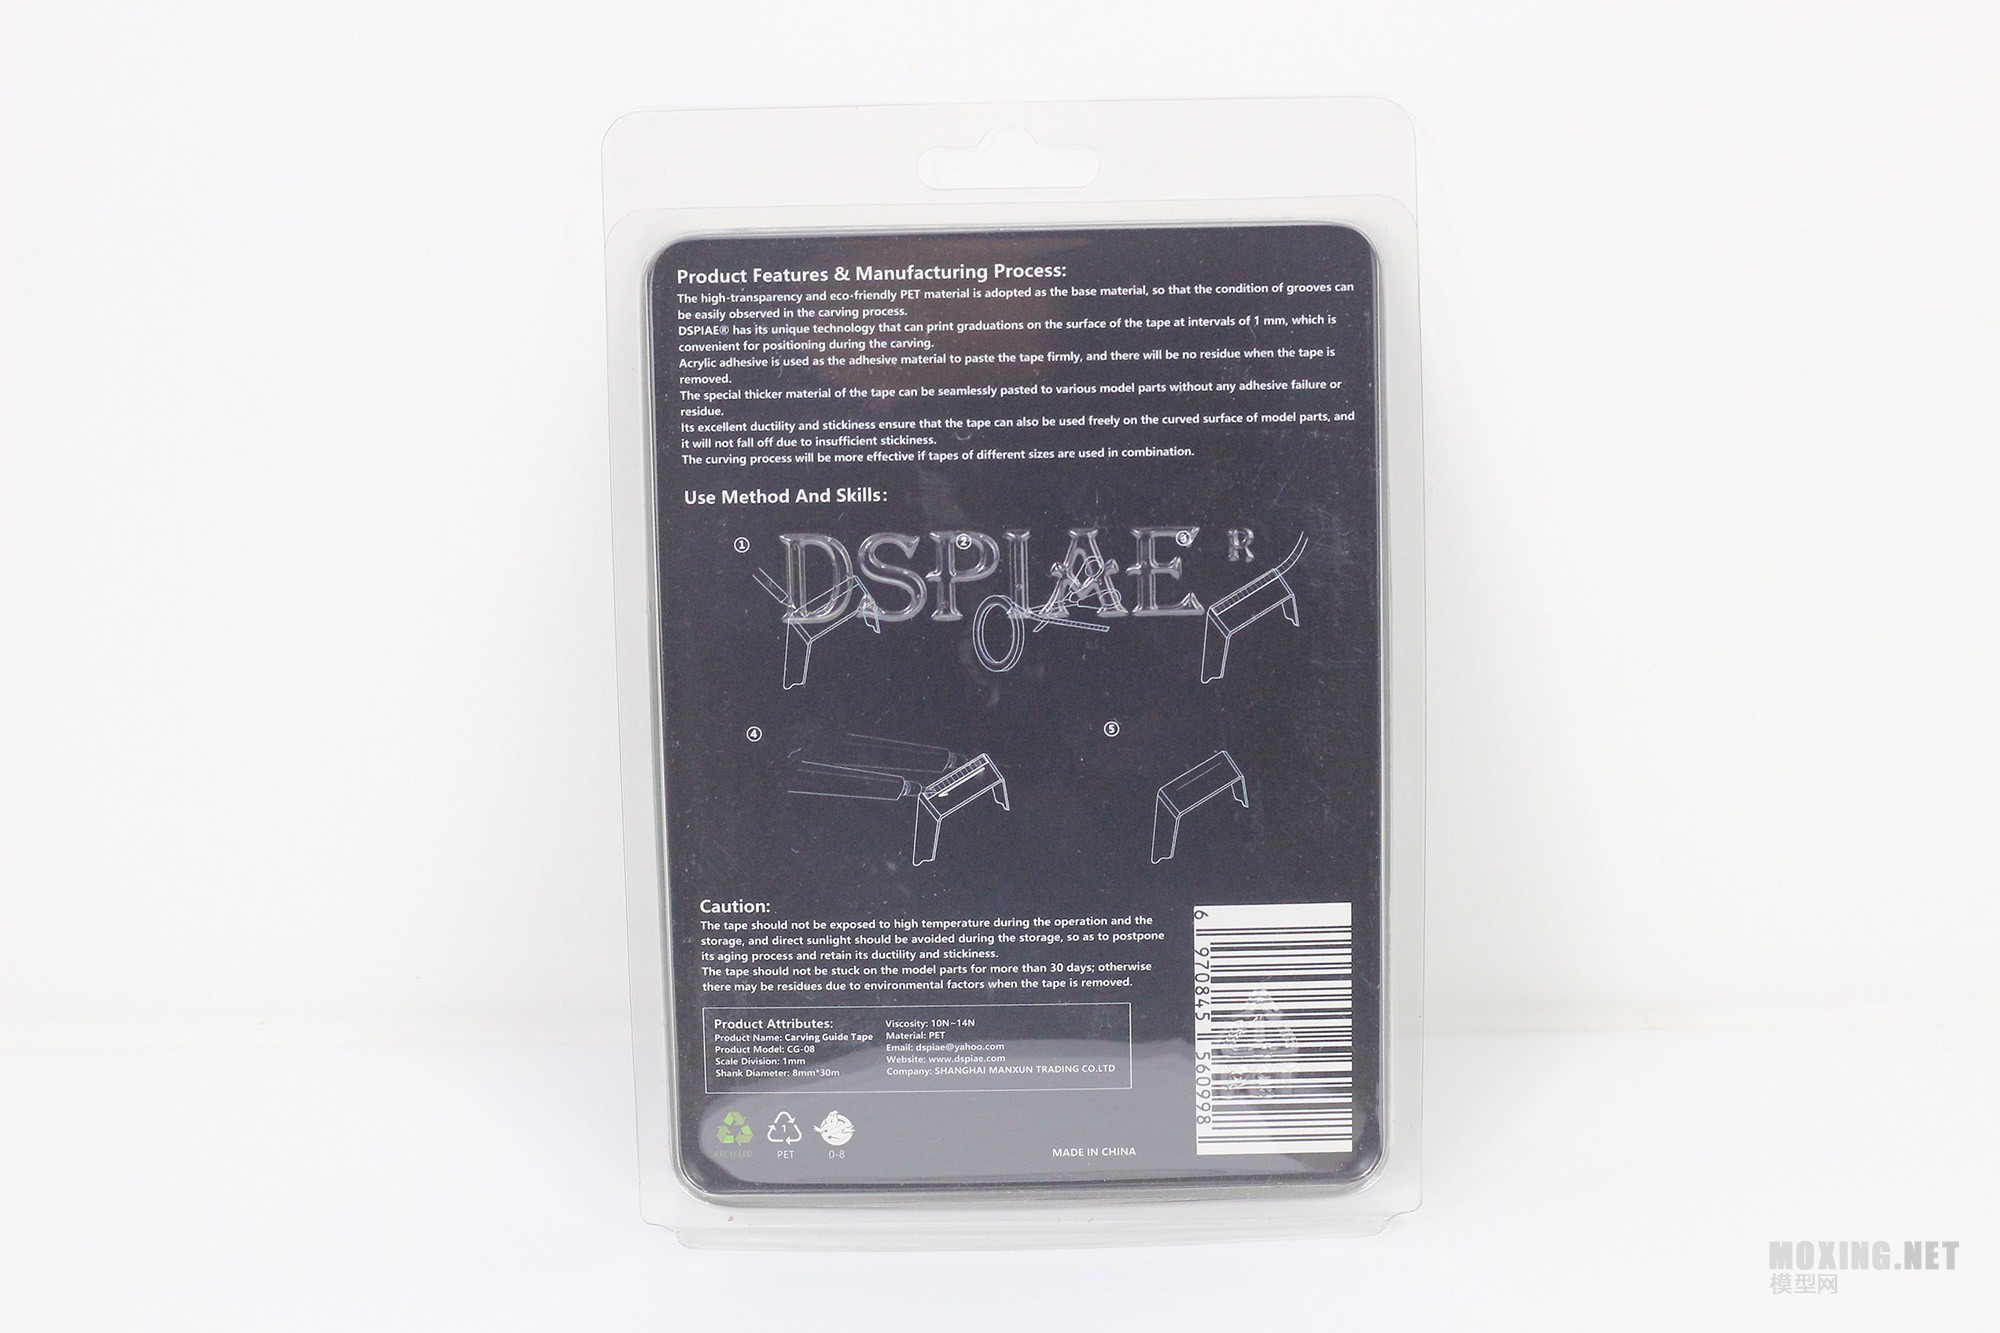 Product Features & Manufacturing Process:
The high-transparency and eco-friendly PET material is adopted as the base material, so that the condition of grooves can
be easily observed in the carving process.
DSPIAE® has its unique technology that can print graduations on the surface of the tape at intervals of 1 mm, which is
convenient for positioning during the carving.
Acrylic adhesive is used as the adhesive material to paste the tape firmly, and there will be no residue when the tape is
removed.
The special thicker material of the tape can be seamlessly pasted to various model parts without any adhesive failure or
residue.
Its excellent ductility and stickiness ensure that the tape can also be used freely on the curved surface of model parts, and
it will not fall off due to insufficient stickiness.
The curving process will be more effective if tapes of different sizes are used in combination.
Use Method And Skills:
DSPIAE R
① ② ③
④ ⑤
Caution:
The tape should not be exposed to high temperature during the operation and the
storage, and direct sunlight should be avoided during the storage, so as to postpone
its aging process and retain its ductility and stickiness.
The tape should not be stuck on the model parts for more than 30 days; otherwise
there may be residues due to environmental factors when the tape is removed.
Product Attributes:
Product Name: Carving Guide Tape
Product Model: CG-08
Scale Division: 1mm
Shank Diameter: 8mm*30m
Viscosity: 10N~14N
Material: PET
Email: dspiae@yahoo.com
Website: www.dspiae.com
Company: SHANGHAI MANXUN TRADING CO.LTD
RECYCLED
1
PET
0-8
MADE IN CHINA
6 970845 560998
MOXING.NET
模型网